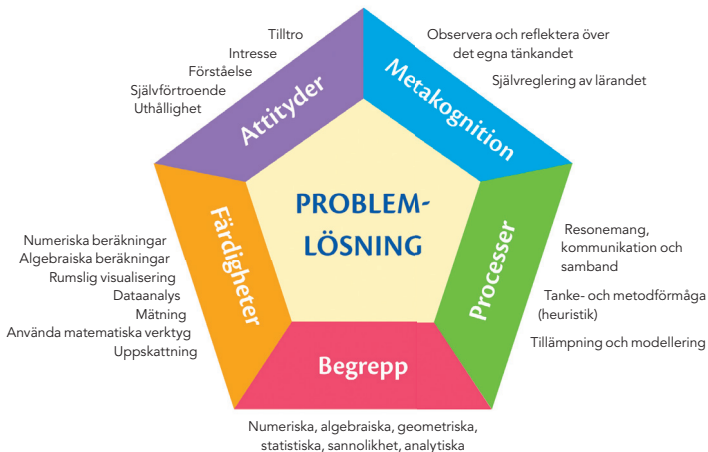 Tilltro
Intresse
Förståelse
Självförtroende
Uthållighet
Attityder
Observera och reflektera över
det egna tänkandet
Självreglering av lärandet
Metakognition
PROBLEM-
LÖSNING
Färdigheter
Numeriska beräkningar
Algebraiska beräkningar
Rumslig visualisering
Dataanalys
Mätning
Använda matematiska verktyg
Uppskattning
Processer
Resonemang,
kommunikation och
samband
Tanke- och metodförmåga
(heuristik)
Tillämpning och modellering
Begrepp
Numeriska, algebraiska, geometriska,
statistiska, sannolikhet, analytiska